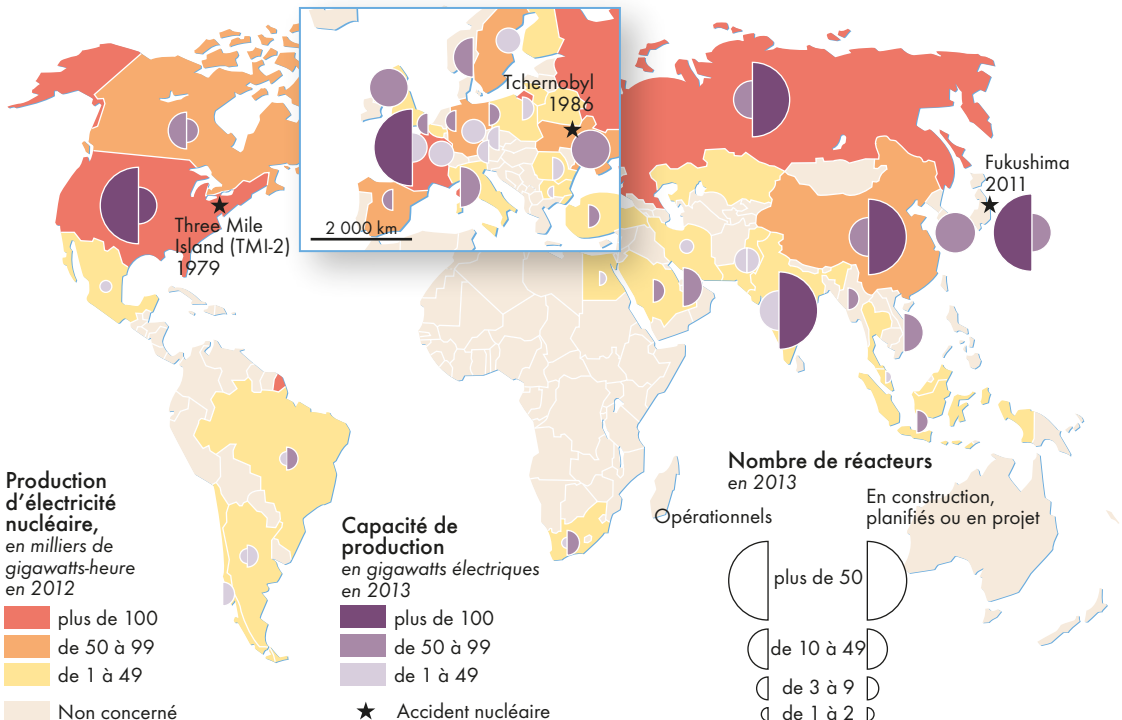 Tchernobyl
1986
Fukushima
2011
Three Mile
Island (TMI-2)
1979
2 000 km
Production
d’électricité
nucléaire,
en milliers de
gigawatts-heure
en 2012
plus de 100
de 50 à 99
de 1 à 49
Non concerné
Capacité de
production
en gigawatts électriques
en 2013
plus de 100
de 50 à 99
de 1 à 49
Accident nucléaire
Nombre de réacteurs
en 2013
Opérationnels
En construction,
planifiés ou en projet
plus de 50
de 10 à 49
de 3 à 9
de 1 à 2